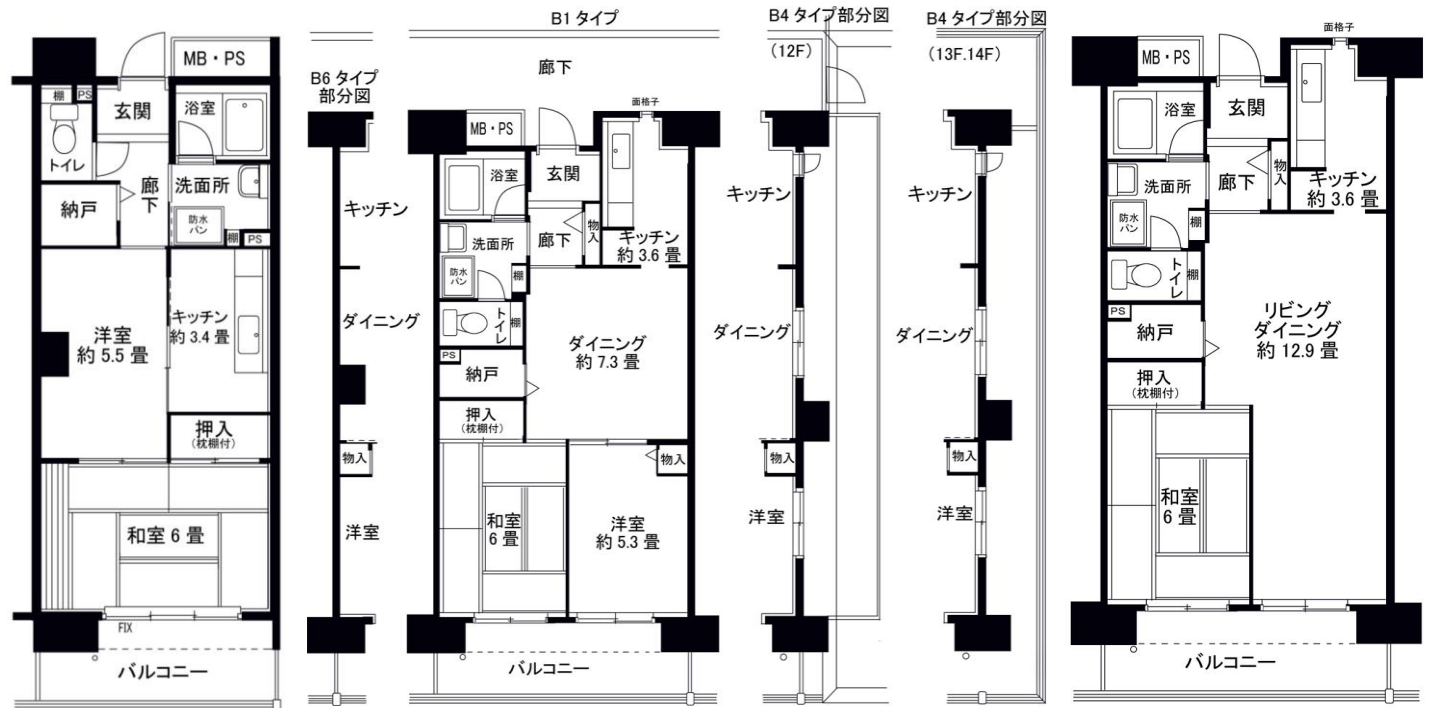 MB・PS
棚
PS
玄関
浴室
トイレ
廊下
洗面所
納戸
防水
パン
棚
PS
洋室
約 5.5 畳
キッチン
約 3.4 畳
押入
(枕棚付)
和室 6 畳
FIX
バルコニー
B6 タイプ
部分図
キッチン
ダイニング
物入
洋室
B1 タイプ
廊下
面格子
MB・PS
浴室
玄関
洗面所
廊下
物入
キッチン
約 3.6 畳
防水
パン
棚
トイレ
棚
ダイニング
約 7.3 畳
PS
納戸
押入
(枕棚付)
物入
和室
6 畳
洋室
約 5.3 畳
バルコニー
B4 タイプ部分図
(12F)
キッチン
ダイニング
物入
洋室
B4 タイプ部分図
(13F.14F)
キッチン
ダイニング
物入
洋室
面格子
MB・PS
浴室
玄関
洗面所
廊下
物入
キッチン
約 3.6 畳
防水
パン
棚
トイレ
棚
PS
納戸
リビング
ダイニング
約 12.9 畳
押入
(枕棚付)
和室
6 畳
バルコニー